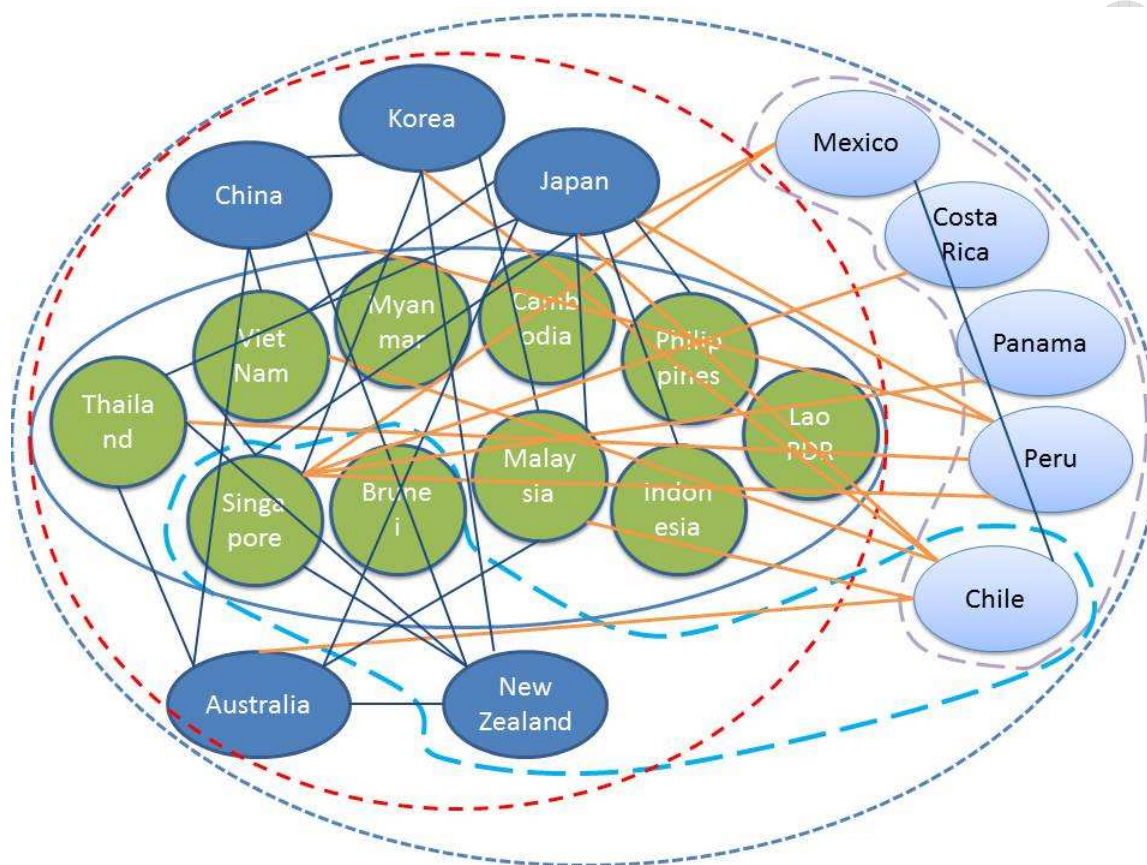 Korea
China
Japan
Mexico
Costa
Rica
Myan
mar
Camb
odia
Viet
Nam
Philip
pines
Panama
Thaila
nd
Lao
PDR
Peru
Singa
pore
Brune
i
Malay
sia
Indon
esia
Chile
Australia
New
Zealand